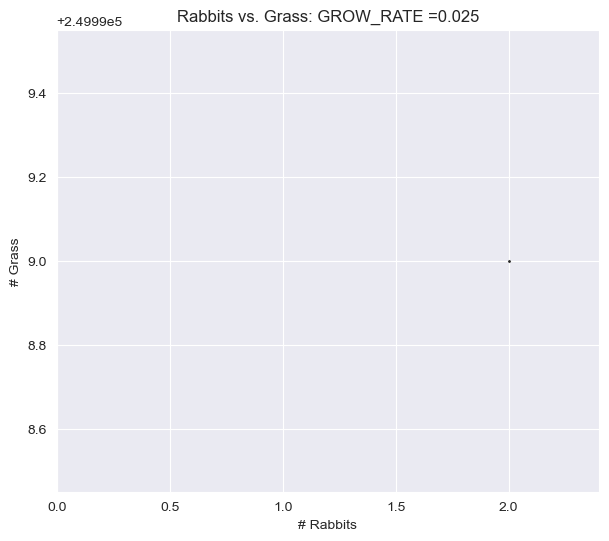 Rabbits vs. Grass: GROW_RATE =0.025
+2.4999e5
9.4
9.2
9.0
8.8
8.6
# Grass
0.0 0.5 1.0 1.5 2.0
# Rabbits